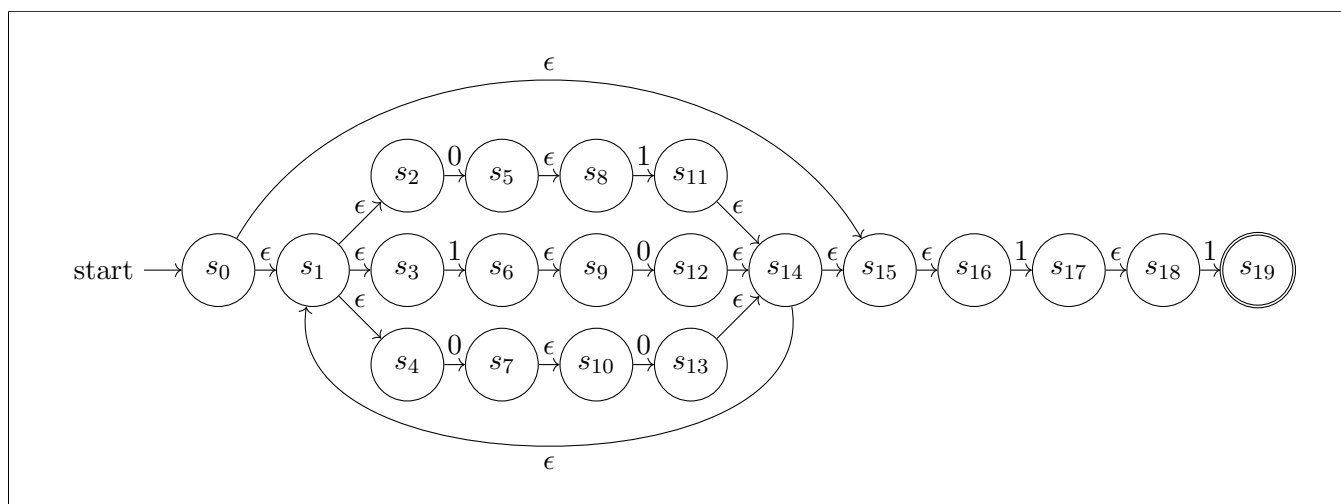 ϵ
s₂ 0 s₅ ϵ s₈ 1 s₁₁
ϵ ϵ
start s₀ ϵ s₁ ϵ s₃ 1 s₆ ϵ s₉ 0 s₁₂ ϵ s₁₄ ϵ s₁₅ ϵ s₁₆ 1 s₁₇ ϵ s₁₈ 1 s₁₉
ϵ ϵ
s₄ 0 s₇ ϵ s₁₀ 0 s₁₃
ϵ